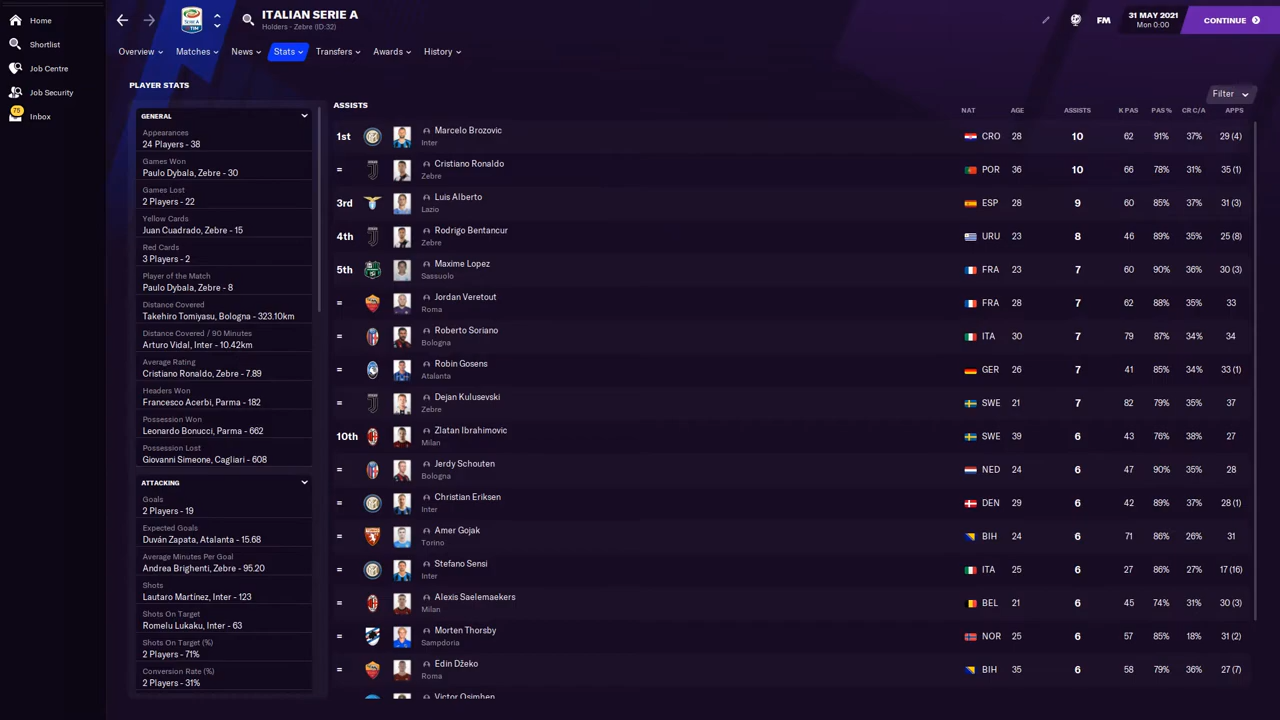 Home
Shortlist
Job Centre
Job Security
75
Inbox
SERIE A
TIM
ITALIAN SERIE A
Holders - Zebre (ID:32)
FM
31 MAY 2021
Mon 0:00
CONTINUE
Overview
Matches
News
Stats
Transfers
Awards
History
PLAYER STATS
Filter
GENERAL
Appearances
24 Players - 38
Games Won
Paulo Dybala, Zebre - 30
Games Lost
2 Players - 22
Yellow Cards
Juan Cuadrado, Zebre - 15
Red Cards
3 Players - 2
Player of the Match
Paulo Dybala, Zebre - 8
Distance Covered
Takehiro Tomiyasu, Bologna - 323.10km
Distance Covered / 90 Minutes
Arturo Vidal, Inter - 10.42km
Average Rating
Cristiano Ronaldo, Zebre - 7.89
Headers Won
Francesco Acerbi, Parma - 182
Possession Won
Leonardo Bonucci, Parma - 662
Possession Lost
Giovanni Simeone, Cagliari - 608
ATTACKING
Goals
2 Players - 19
Expected Goals
Duván Zapata, Atalanta - 15.68
Average Minutes Per Goal
Andrea Brighenti, Zebre - 95.20
Shots
Lautaro Martínez, Inter - 123
Shots On Target
Romelu Lukaku, Inter - 63
Shots On Target (%)
2 Players - 71%
Conversion Rate (%)
2 Players - 31%
ASSISTS
NAT AGE ASSISTS K PAS PAS % CR C/A APPS
1st Marcelo Brozovic CRO 28 10 62 91% 37% 29 (4)
Inter
= Cristiano Ronaldo POR 36 10 66 78% 31% 35 (1)
Zebre
3rd Luis Alberto ESP 28 9 60 85% 37% 31 (3)
Lazio
4th Rodrigo Bentancur URU 23 8 46 89% 35% 25 (8)
Zebre
5th Maxime Lopez FRA 23 7 60 90% 36% 30 (3)
Sassuolo
= Jordan Veretout FRA 28 7 62 88% 35% 33
Roma
= Roberto Soriano ITA 30 7 79 87% 34% 34
Bologna
= Robin Gosens GER 26 7 41 85% 34% 33 (1)
Atalanta
= Dejan Kulusevski SWE 21 7 82 79% 35% 37
Zebre
10th Zlatan Ibrahimovic SWE 39 6 43 76% 38% 27
Milan
= Jerdy Schouten NED 24 6 47 90% 35% 28
Bologna
= Christian Eriksen DEN 29 6 42 89% 37% 28 (1)
Inter
= Amer Gojak BIH 24 6 71 86% 26% 31
Torino
= Stefano Sensi ITA 25 6 27 86% 27% 17 (16)
Inter
= Alexis Saelemaekers BEL 21 6 45 74% 31% 30 (3)
Milan
= Morten Thorsby NOR 25 6 57 86% 18% 31 (2)
Sampdoria
= Edin Džeko BIH 35 6 58 79% 36% 27 (7)
Roma
Victor Osimhen